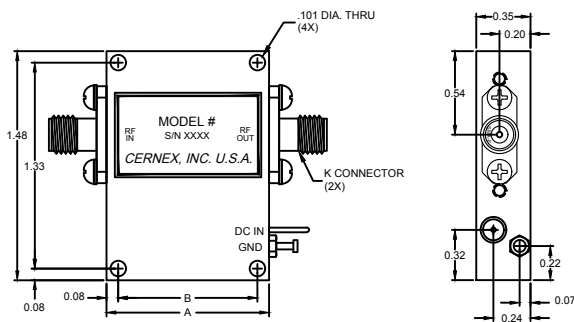 .101 DIA. THRU
(4X)
0.35
0.20
0.54
1.48
1.33
MODEL #
S/N XXXX
RF
IN
RF
OUT
CERNEX, INC. U.S.A.
K CONNECTOR
(2X)
DC IN
GND
0.32
0.22
0.08
0.08
B
A
0.07
0.24